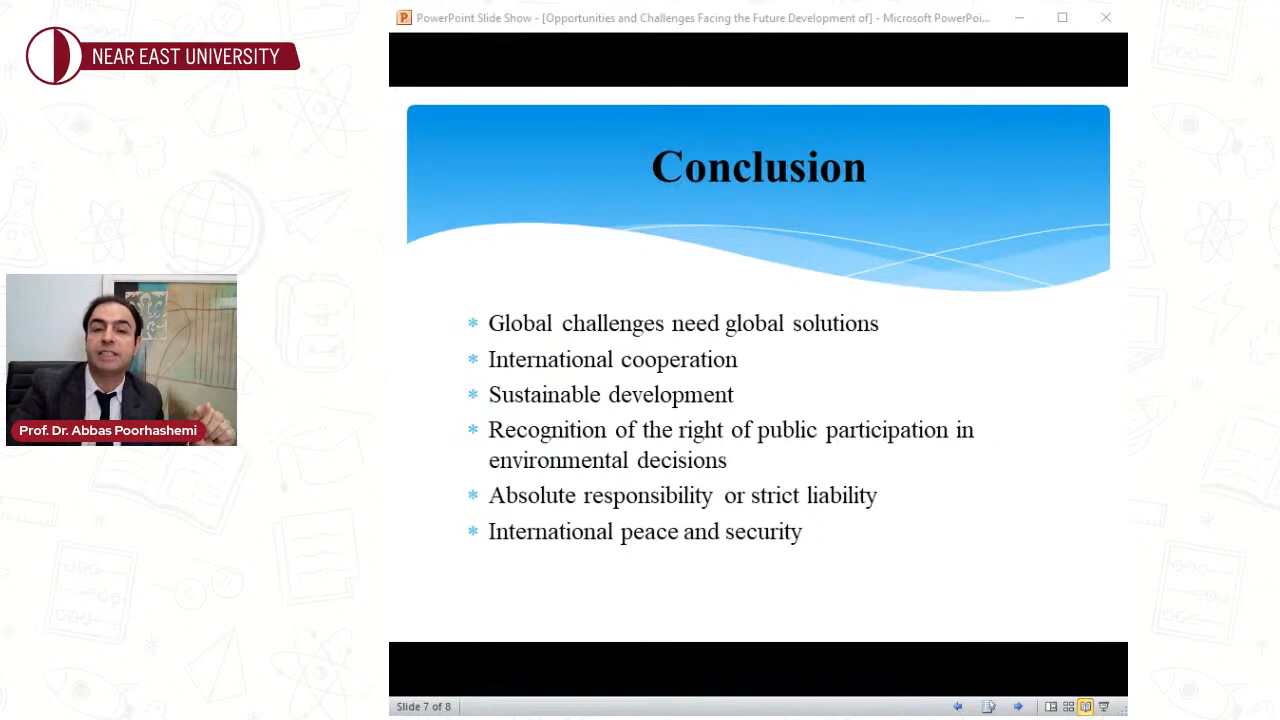 NEAR EAST UNIVERSITY
PowerPoint Slide Show - [Opportunities and Challenges Facing the Future Development of] - Microsoft PowerPoi...
Conclusion
* Global challenges need global solutions
* International cooperation
* Sustainable development
* Recognition of the right of public participation in
environmental decisions
* Absolute responsibility or strict liability
* International peace and security
Prof. Dr. Abbas Poorhashemi
Slide 7 of 8